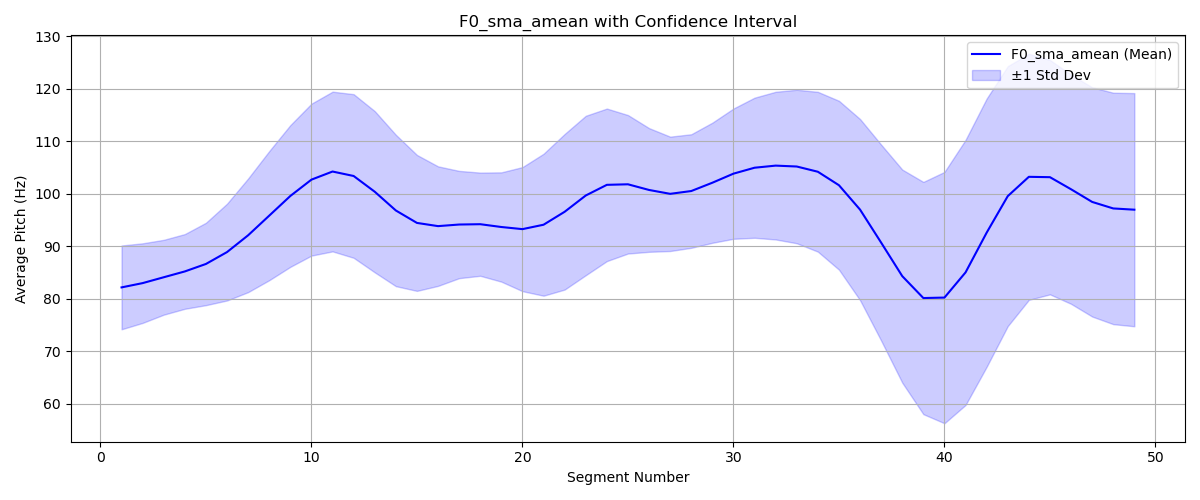 F0_sma_amean with Confidence Interval
F0_sma_amean (Mean)
±1 Std Dev
Average Pitch (Hz)
130
120
110
100
90
80
70
60
0 10 20 30 40 50
Segment Number